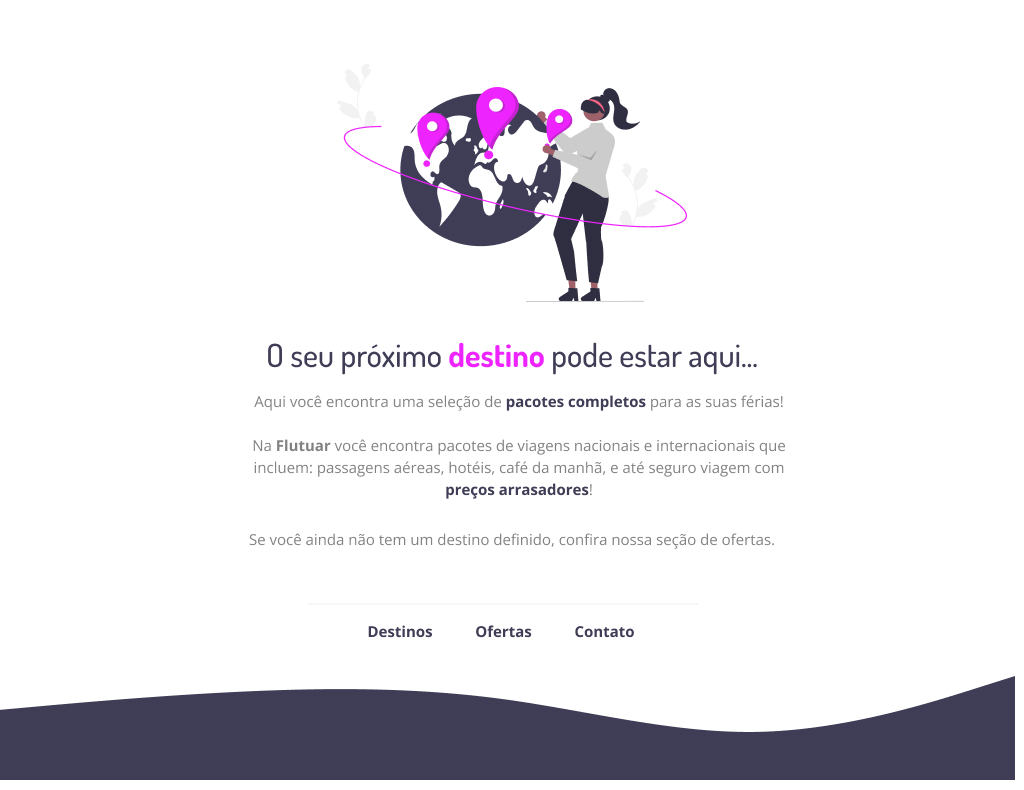 O seu próximo destino pode estar aqui...
Aqui você encontra uma seleção de pacotes completos para as suas férias!
Na Flutuar você encontra pacotes de viagens nacionais e internacionais que
incluem: passagens aéreas, hotéis, café da manhã, e até seguro viagem com
preços arrasadores!
Se você ainda não tem um destino definido, confira nossa seção de ofertas.
Destinos Ofertas Contato